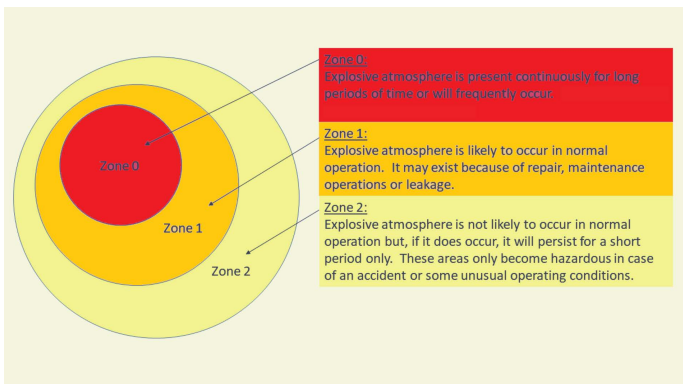 Zone 0
Zone 1
Zone 2
Zone 0:
Explosive atmosphere is present continuously for long
periods of time or will frequently occur.
Zone 1:
Explosive atmosphere is likely to occur in normal
operation. It may exist because of repair, maintenance
operations or leakage.
Zone 2:
Explosive atmosphere is not likely to occur in normal
operation but, if it does occur, it will persist for a short
period only. These areas only become hazardous in case
of an accident or some unusual operating conditions.